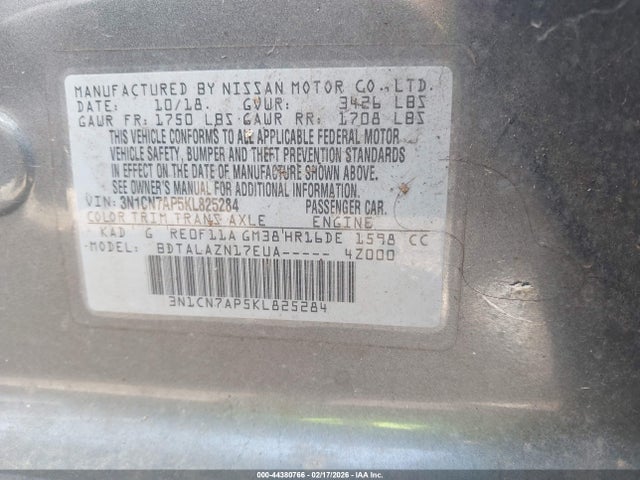 MANUFACTURED BY NISSAN MOTOR CO., LTD.
DATE: 10/18. GVWR: 3426 LBS
GAWR FR: 1750 LBS GAWR RR: 1708 LBS
THIS VEHICLE CONFORMS TO ALL APPLICABLE FEDERAL MOTOR
VEHICLE SAFETY, BUMPER AND THEFT PREVENTION STANDARDS
IN EFFECT ON THE DATE OF MANUFACTURE SHOWN ABOVE.
SEE OWNER'S MANUAL FOR ADDITIONAL INFORMATION.
VIN: 3N1CN7AP5KL825284 PASSENGER CAR.
COLOR TRIM TRANS AXLE ENGINE
KAD G RE0F11A GM38 HR16DE 1598 CC
MODEL: BDTALAZN17EUA----- 4Z000
3N1CN7AP5KL825284
000-44380766 - 02/17/2026 - IAA Inc.